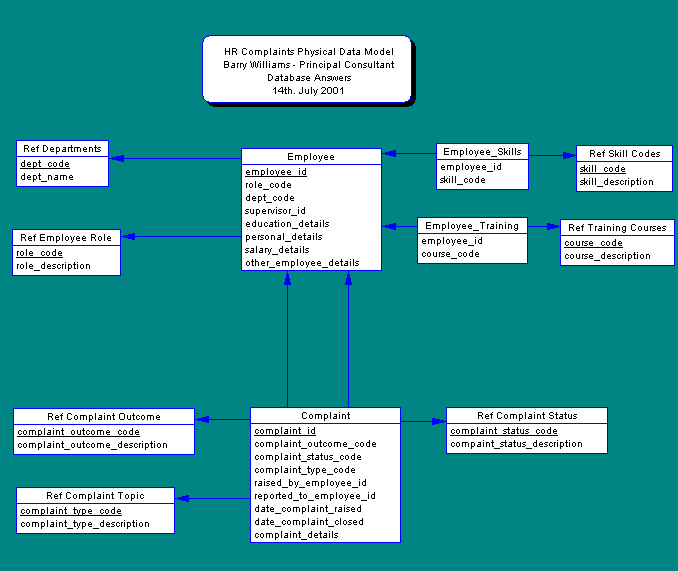 HR Complaints Physical Data Model
Barry Williams - Principal Consultant
Database Answers
14th. July 2001
Ref Departments
dept_code
dept_name
Employee
employee_id
role_code
dept_code
supervisor_id
education_details
personal_details
salary_details
other_employee_details
Employee_Skills
employee_id
skill_code
Ref Skill Codes
skill_code
skill_description
Ref Employee Role
role_code
role_description
Employee_Training
employee_id
course_code
Ref Training Courses
course_code
course_description
Ref Complaint Outcome
complaint_outcome_code
complaint_outcome_description
Complaint
complaint_id
complaint_outcome_code
complaint_status_code
complaint_type_code
raised_by_employee_id
reported_to_employee_id
date_complaint_raised
date_complaint_closed
complaint_details
Ref Complaint Status
complaint_status_code
compaint_status_description
Ref Complaint Topic
complaint_type_code
complaint_type_description